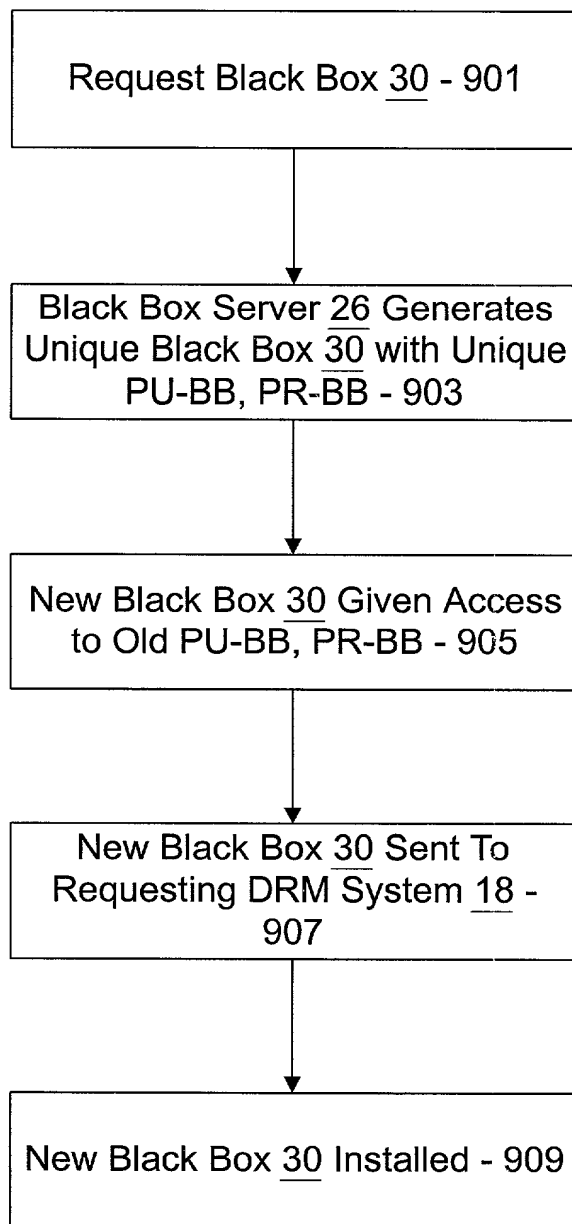 Request Black Box 30 - 901
Black Box Server 26 Generates
Unique Black Box 30 with Unique
PU-BB, PR-BB - 903
New Black Box 30 Given Access
to Old PU-BB, PR-BB - 905
New Black Box 30 Sent To
Requesting DRM System 18 -
907
New Black Box 30 Installed - 909